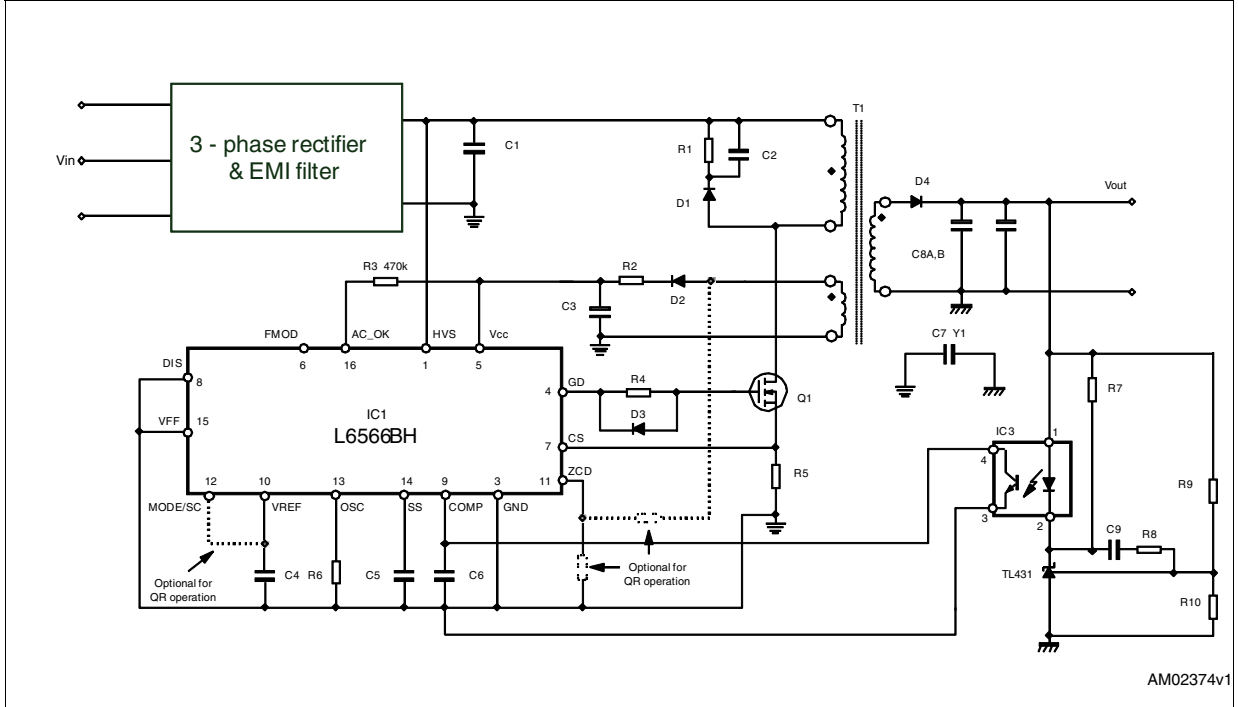 T1
3 - phase rectifier
& EMI filter
Vin
C1
R1
C2
D1
D4
Vout
C8A,B
R3 470k
R2
D2
C3
C7 Y1
FMOD
AC_OK
HVS
Vcc
6
16
1
5
DIS
8
VFF
15
IC1
L6566BH
4
GD
R4
D3
Q1
7
CS
11
ZCD
R5
R7
IC3
1
4
3
2
R9
C9
R8
TL431
R10
12
10
13
14
9
3
MODE/SC
VREF
OSC
SS
COMP
GND
Optional for
QR operation
C4
R6
C5
C6
Optional for
QR operation
AM02374v1